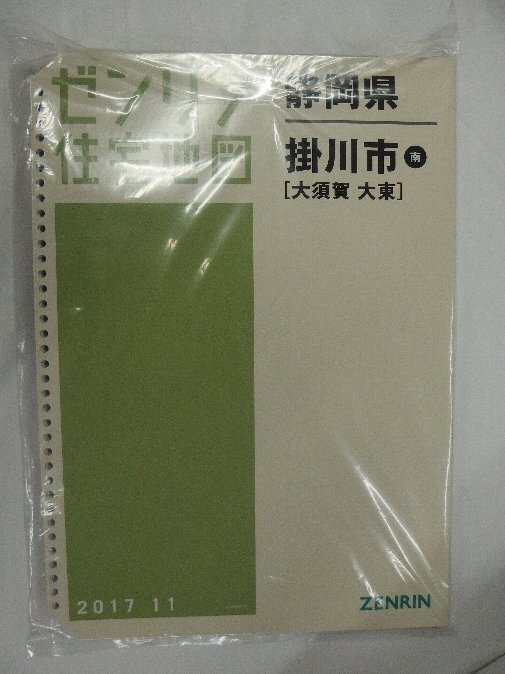 ゼンリン
住宅地図
静岡県
掛川市 南
[大須賀 大東]
2017 11
ZENRIN